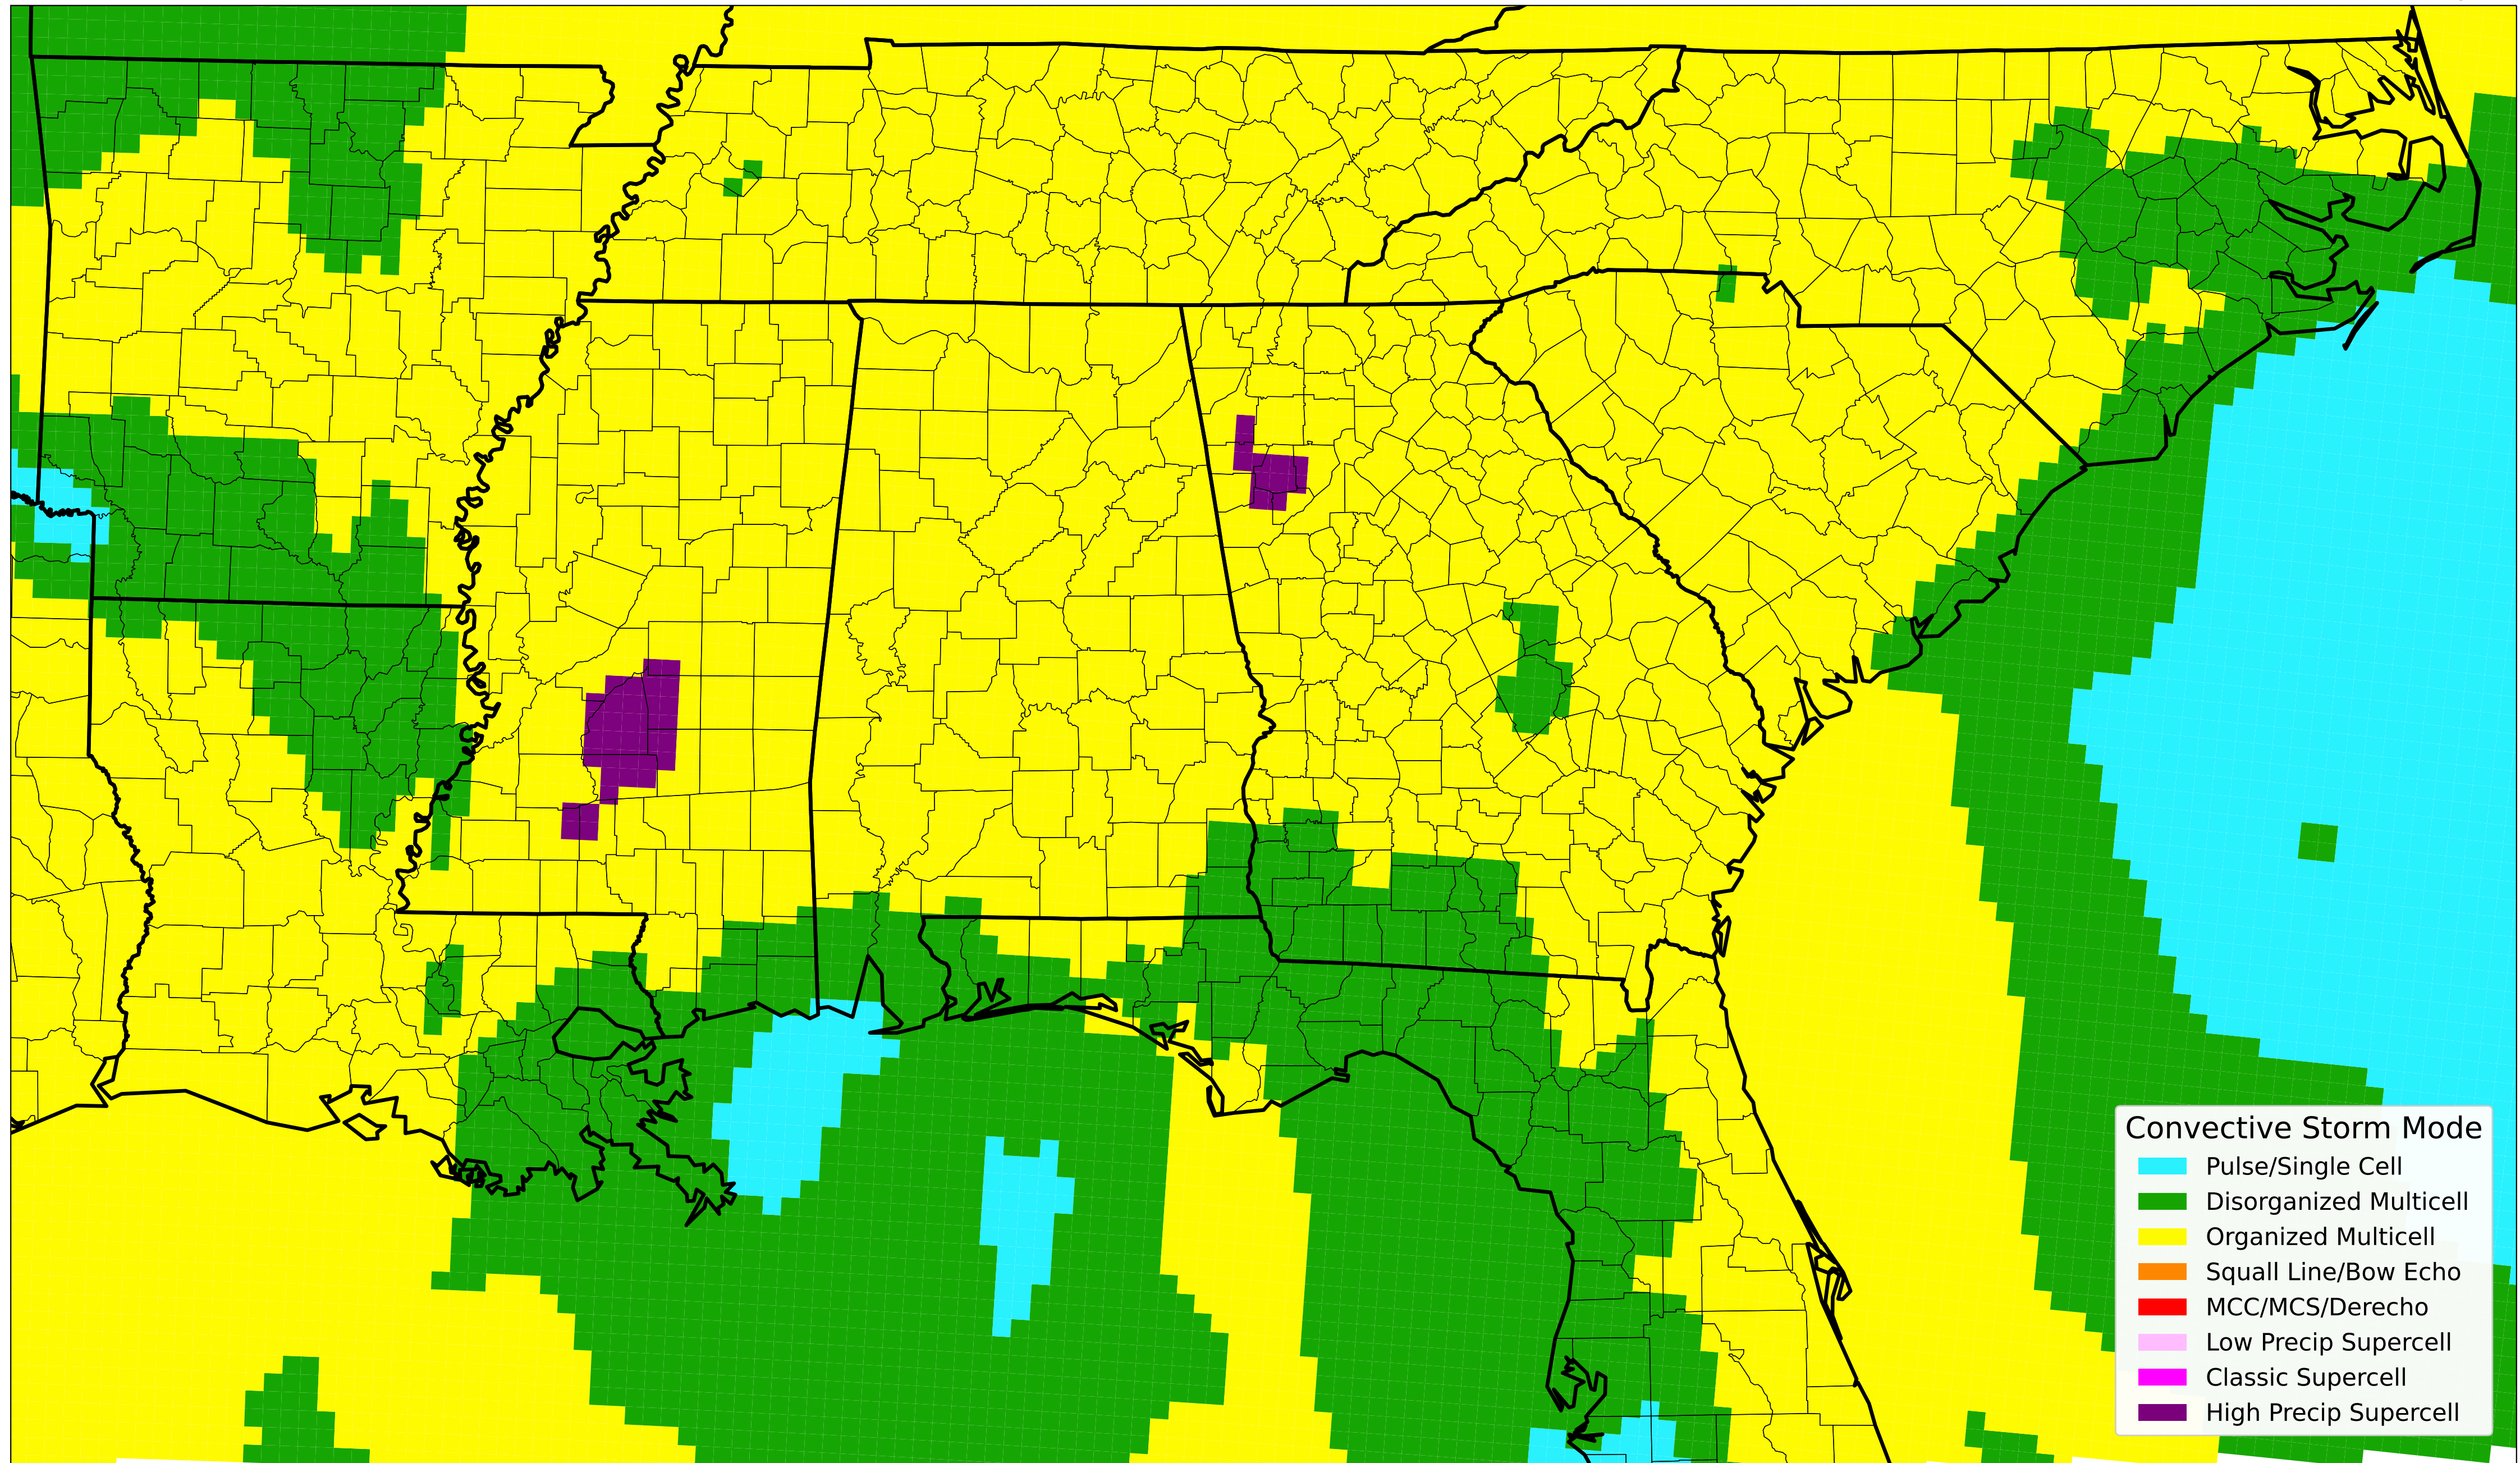 Convective Storm Mode
Pulse/Single Cell
Disorganized Multicell
Organized Multicell
Squall Line/Bow Echo
MCC/MCS/Derecho
Low Precip Supercell
Classic Supercell
High Precip Supercell